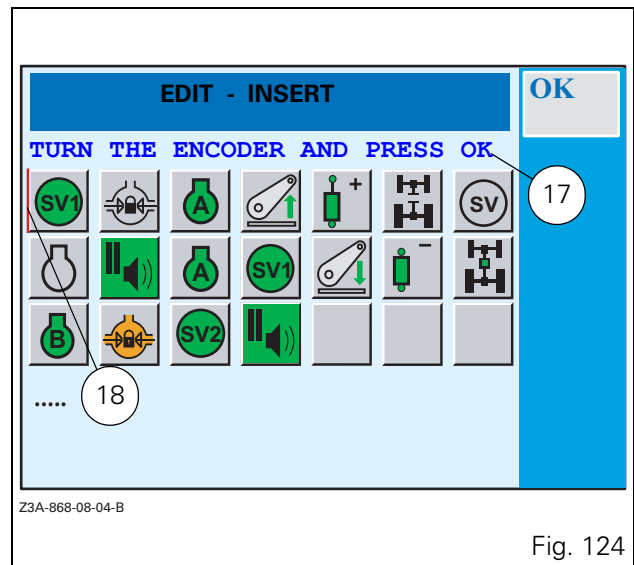 EDIT - INSERT
OK
TURN THE ENCODER AND PRESS OK
17
SV1
A
+
SV
A
SV1
-
B
SV2
.....
18
Z3A-868-08-04-B
Fig. 124